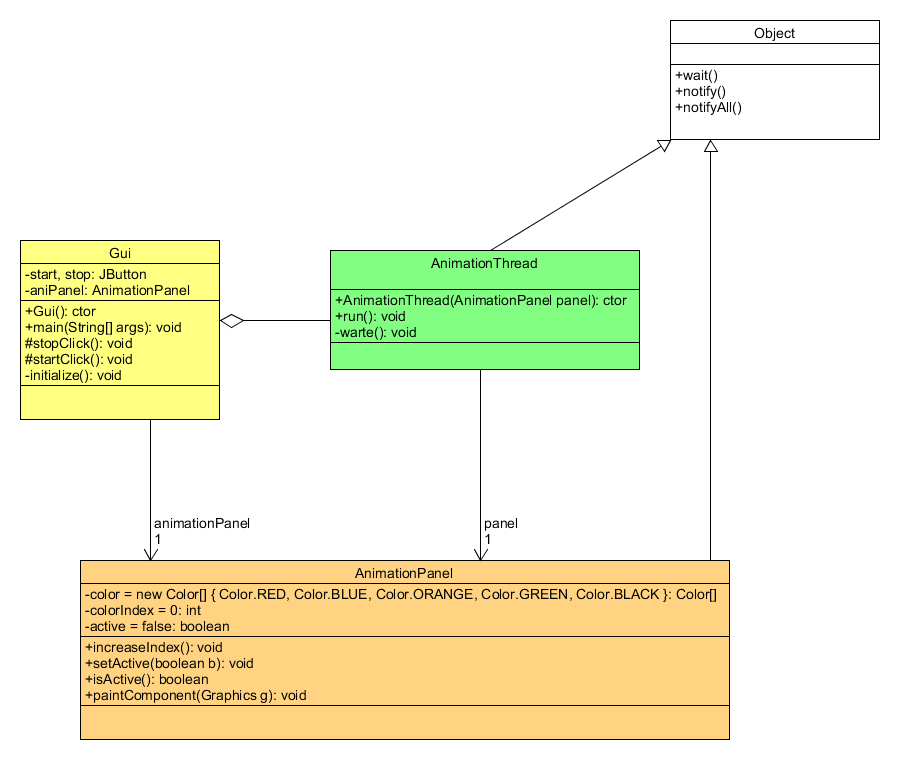 Object
+wait()
+notify()
+notifyAll()
Gui
-start, stop: JButton
-aniPanel: AnimationPanel
+Gui(): ctor
+main(String[] args): void
#stopClick(): void
#startClick(): void
-initialize(): void
AnimationThread
+AnimationThread(AnimationPanel panel): ctor
+run(): void
-warte(): void
animationPanel
1
panel
1
AnimationPanel
-color = new Color[] { Color.RED, Color.BLUE, Color.ORANGE, Color.GREEN, Color.BLACK }: Color[]
-colorIndex = 0: int
-active = false: boolean
+increaseIndex(): void
+setActive(boolean b): void
+isActive(): boolean
+paintComponent(Graphics g): void